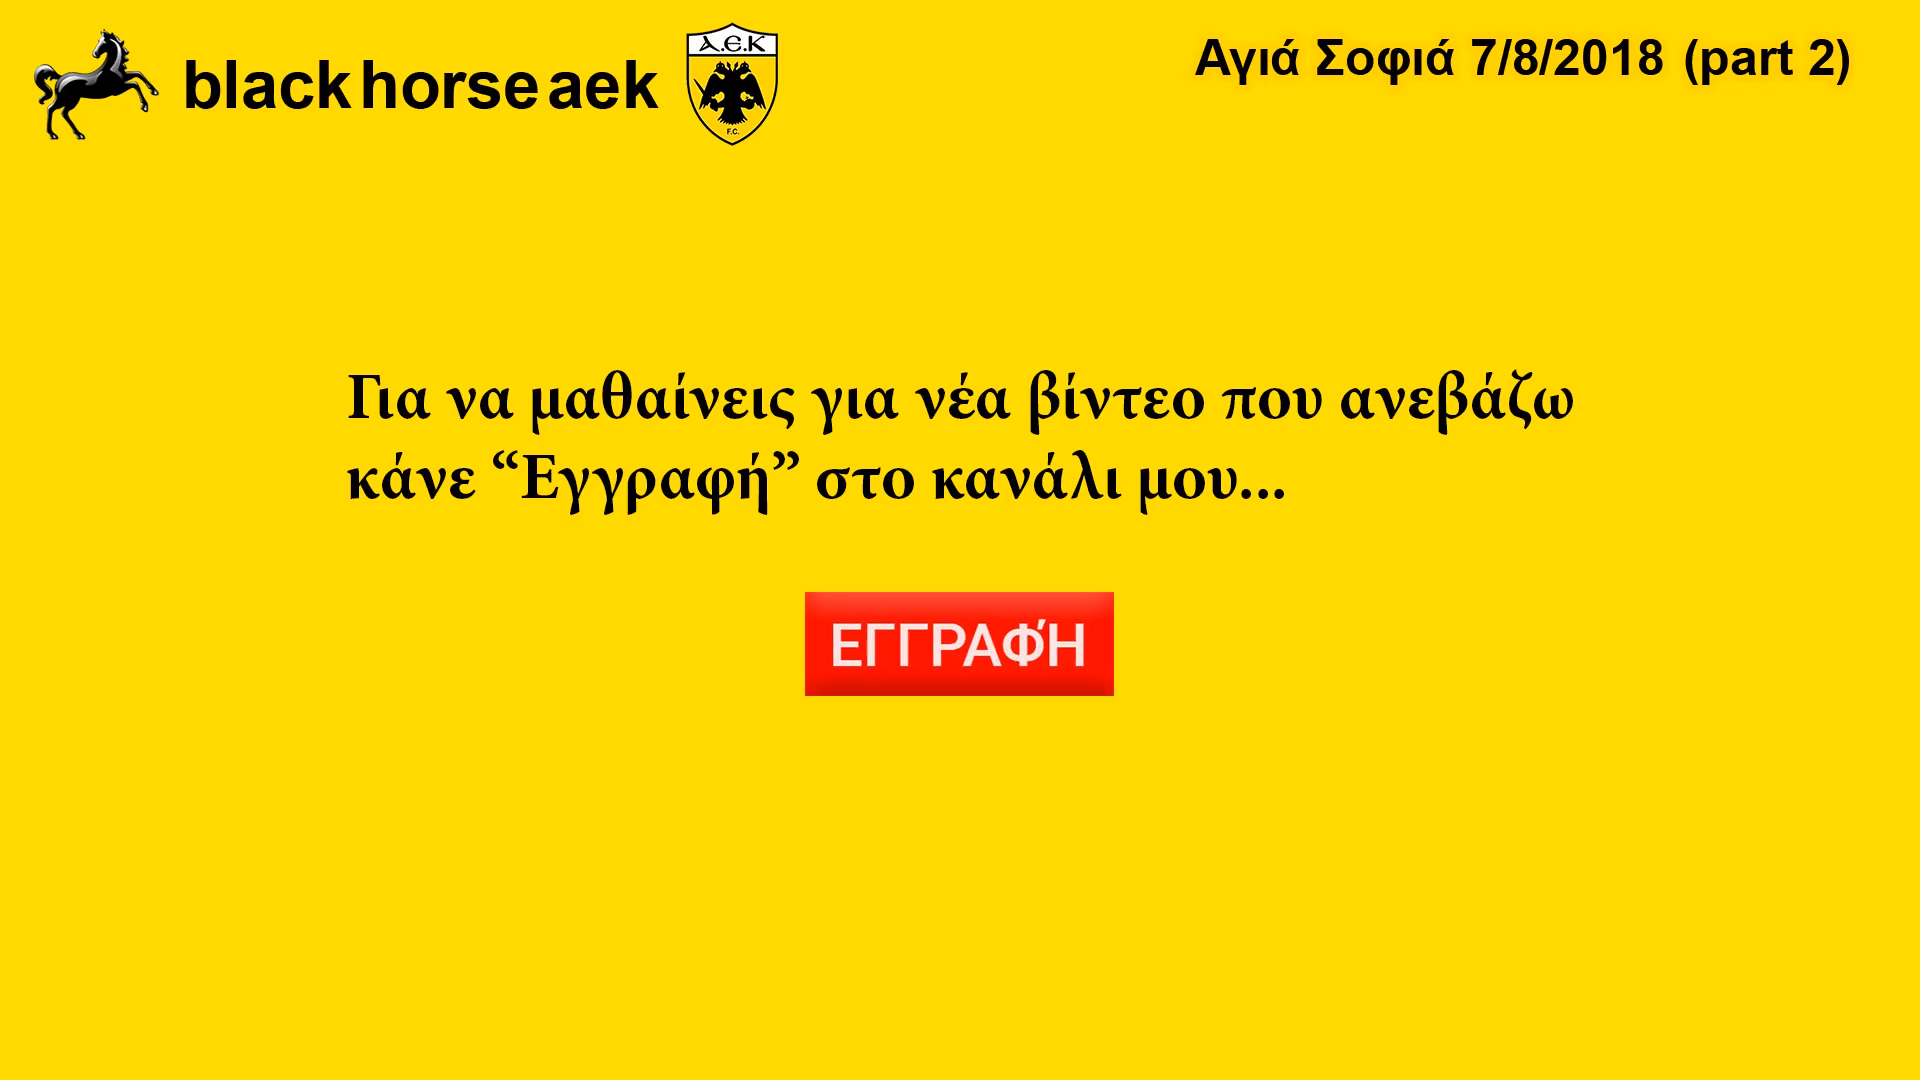 black horse aek
Α.Ε.Κ
F.C.
Αγιά Σοφιά 7/8/2018 (part 2)
Για να μαθαίνεις για νέα βίντεο που ανεβάζω
κάνε “Εγγραφή” στο κανάλι μου...
ΕΓΓΡΑΦΉ